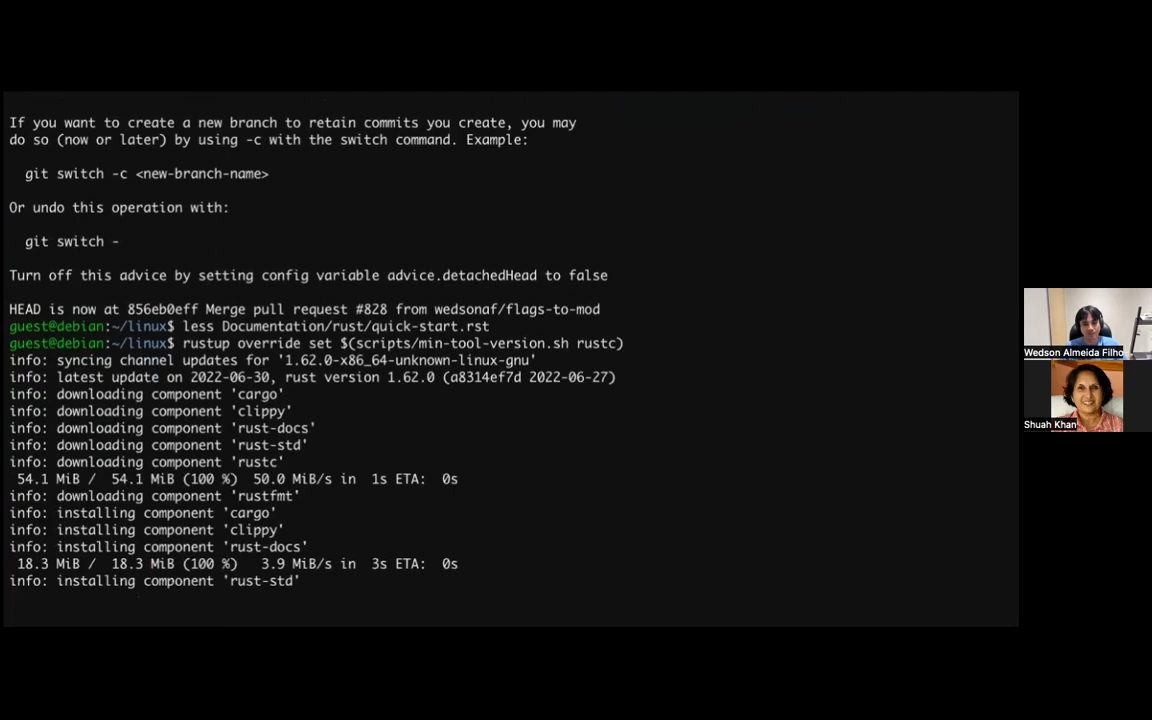 If you want to create a new branch to retain commits you create, you may
do so (now or later) by using -c with the switch command. Example:
git switch -c <new-branch-name>
Or undo this operation with:
git switch -
Turn off this advice by setting config variable advice.detachedHead to false
HEAD is now at 856eb0eff Merge pull request #828 from wedsonaf/flags-to-mod
guest@debian:~/linux$ less Documentation/rust/quick-start.rst
guest@debian:~/linux$ rustup override set $(scripts/min-tool-version.sh rustc)
info: syncing channel updates for '1.62.0-x86_64-unknown-linux-gnu'
info: latest update on 2022-06-30, rust version 1.62.0 (a8314ef7d 2022-06-27)
info: downloading component 'cargo'
info: downloading component 'clippy'
info: downloading component 'rust-docs'
info: downloading component 'rust-std'
info: downloading component 'rustc'
54.1 MiB / 54.1 MiB (100 %) 50.0 MiB/s in 1s ETA: 0s
info: downloading component 'rustfmt'
info: installing component 'cargo'
info: installing component 'clippy'
info: installing component 'rust-docs'
18.3 MiB / 18.3 MiB (100 %) 3.9 MiB/s in 3s ETA: 0s
info: installing component 'rust-std'
Wedson Almeida Filho
Shuah Khan